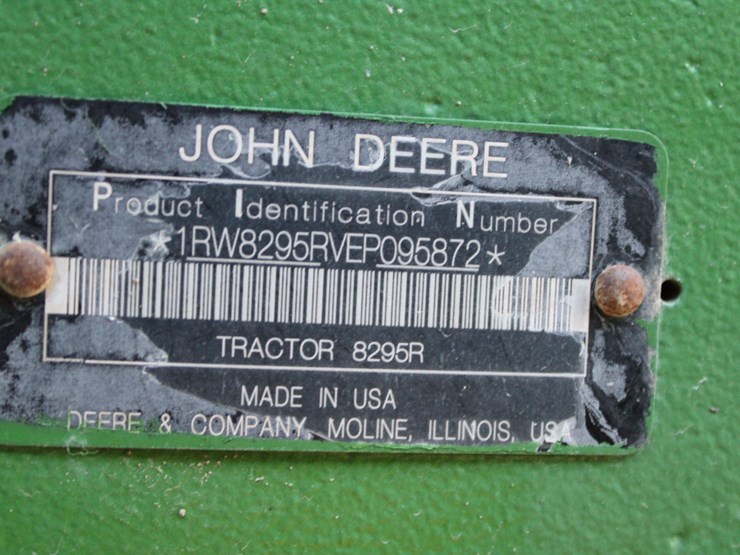 JOHN DEERE
Product Identification Number
*1RW8295RVEP095872*
TRACTOR 8295R
MADE IN USA
DEERE & COMPANY, MOLINE, ILLINOIS, USA